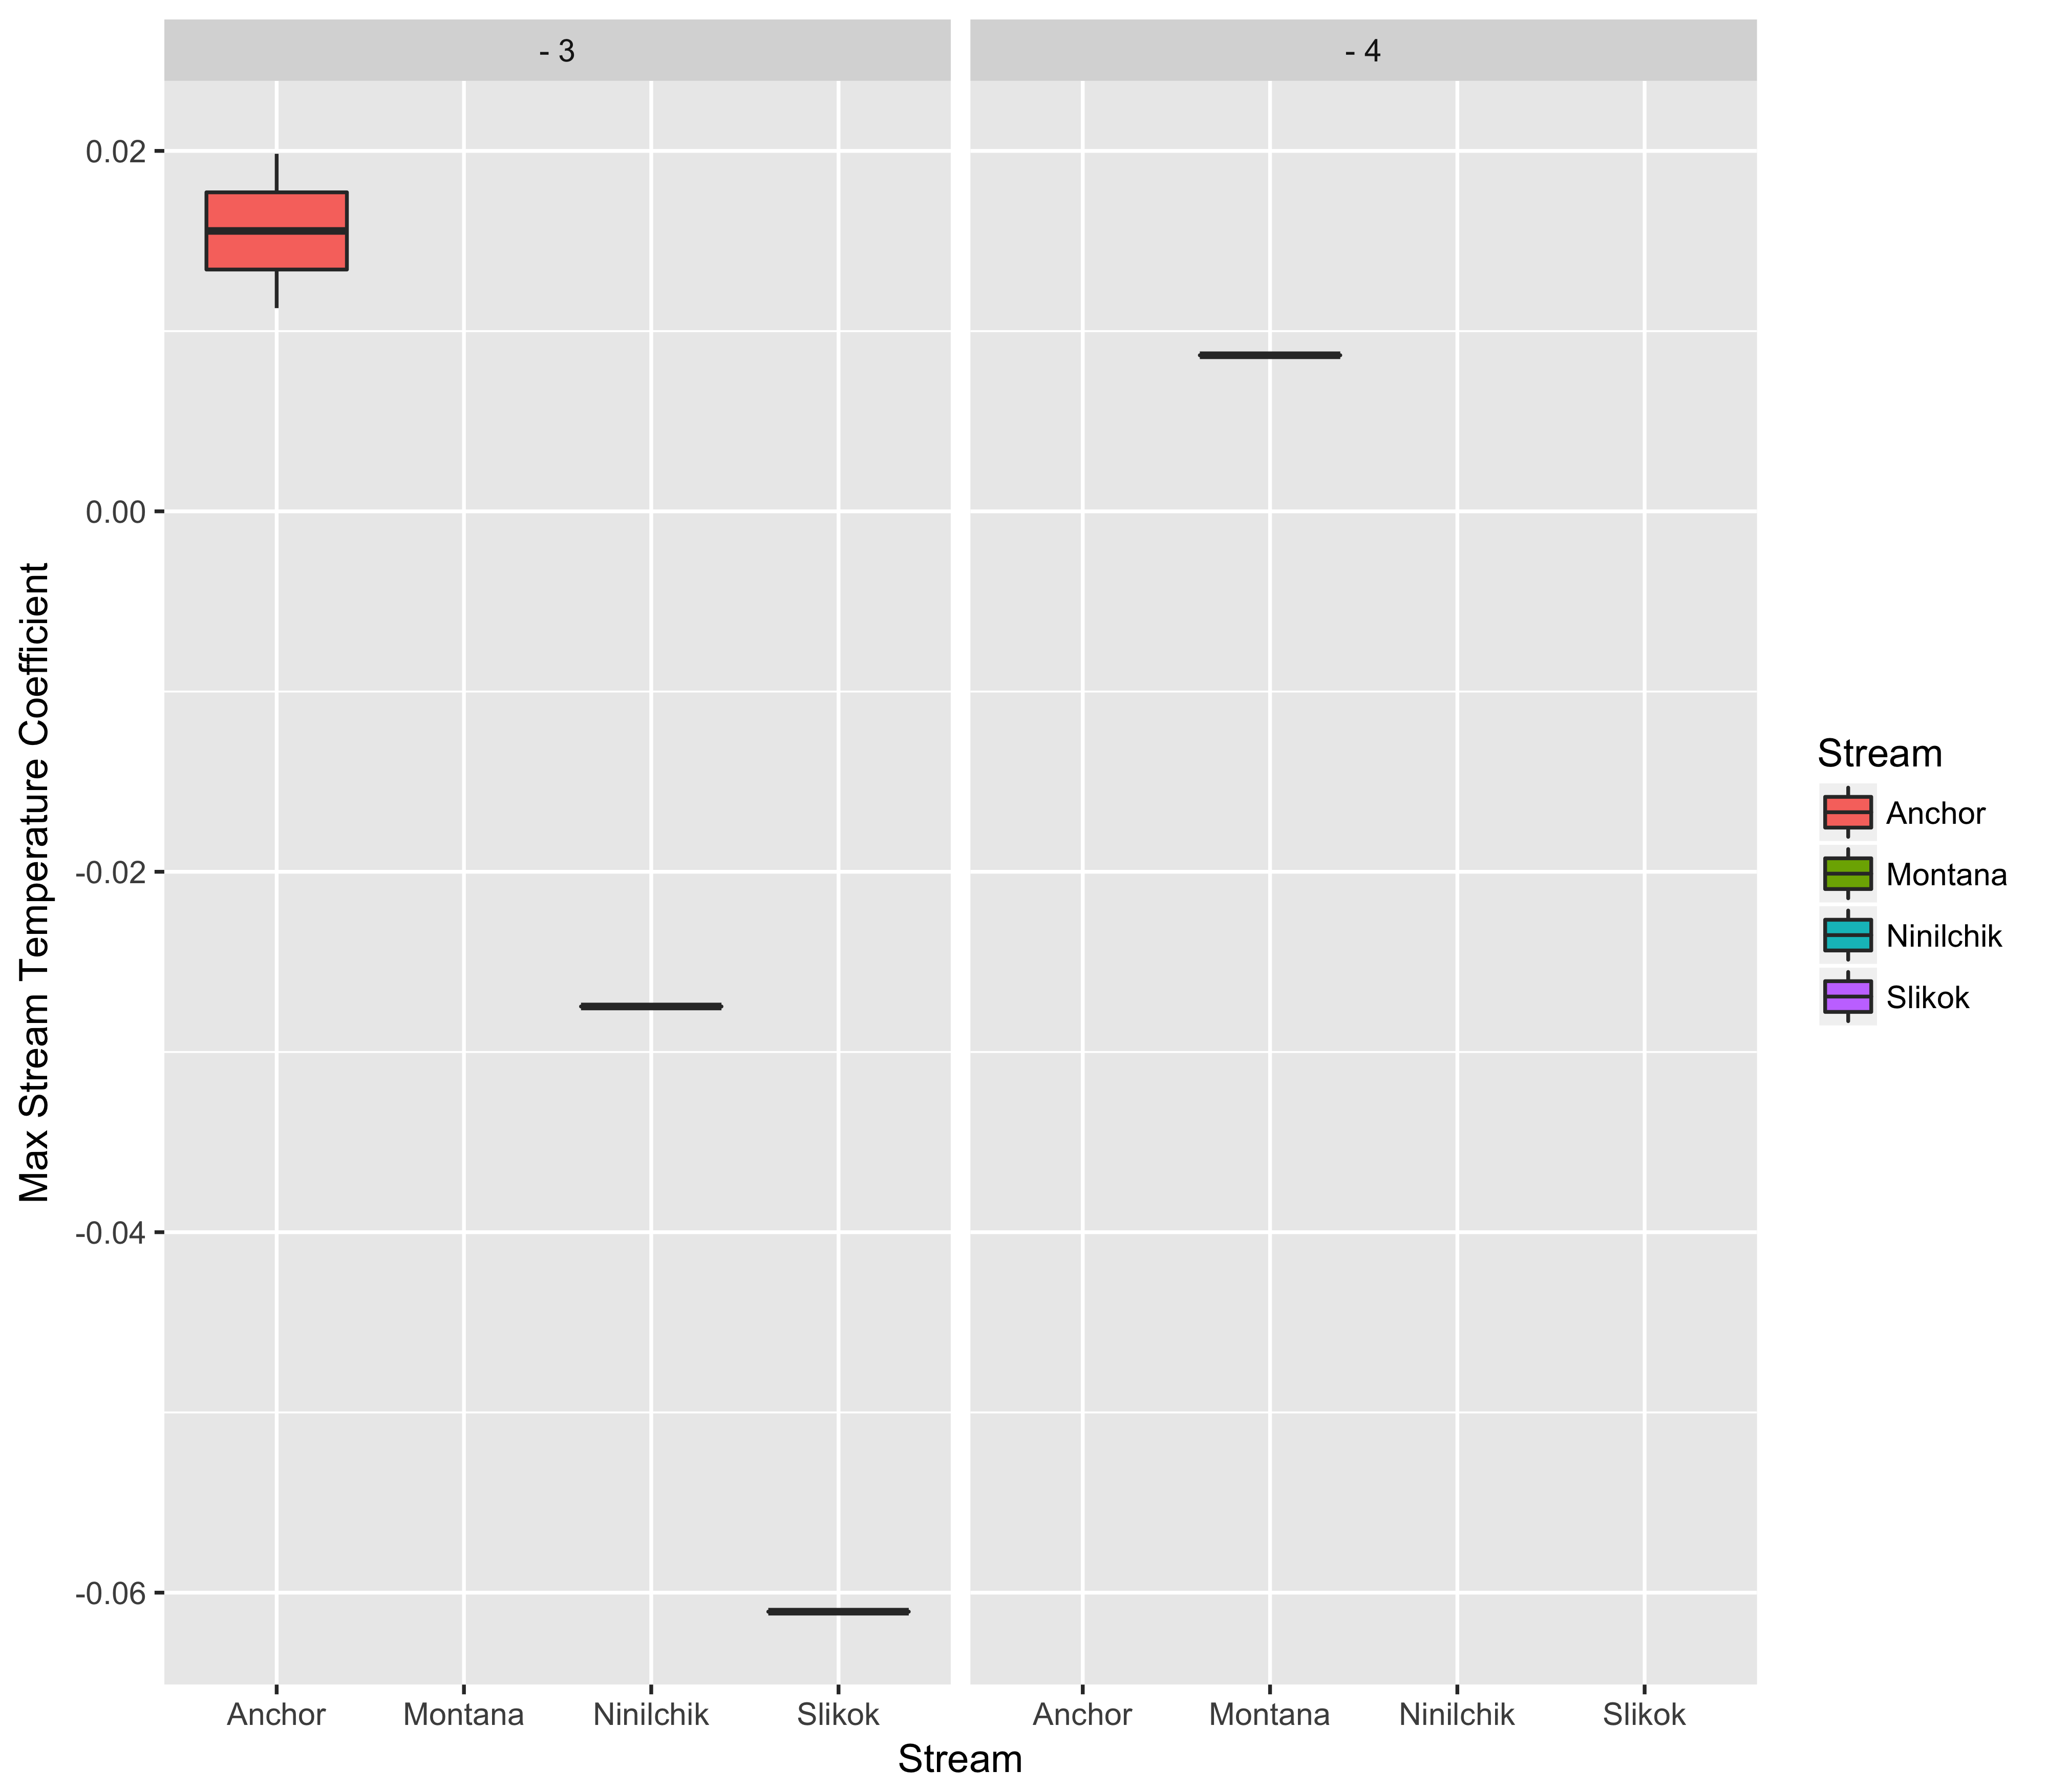 - 3
- 4
0.02
0.00
-0.02
-0.04
-0.06
Max Stream Temperature Coefficient
Anchor Montana Ninilchik Slikok
Anchor Montana Ninilchik Slikok
Stream
Stream
Anchor
Montana
Ninilchik
Slikok